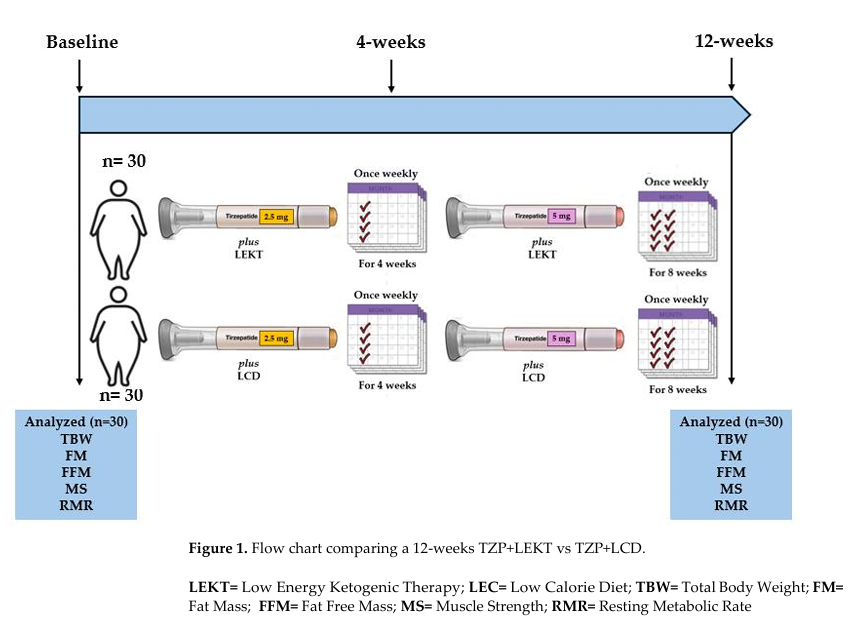 Baseline
4-weeks
12-weeks
n= 30
Tirzepatide 2.5 mg
plus
LEKT
Once weekly
MONTH
For 4 weeks
Tirzepatide 5 mg
plus
LEKT
Once weekly
MONTH
For 8 weeks
n= 30
Tirzepatide 2.5 mg
plus
LCD
Once weekly
MONTH
For 4 weeks
Tirzepatide 5 mg
plus
LCD
Once weekly
MONTH
For 8 weeks
Analyzed (n=30)
TBW
FM
FFM
MS
RMR
Analyzed (n=30)
TBW
FM
FFM
MS
RMR
Figure 1. Flow chart comparing a 12-weeks TZP+LEKT vs TZP+LCD.
LEKT= Low Energy Ketogenic Therapy; LEC= Low Calorie Diet; TBW= Total Body Weight; FM=
Fat Mass; FFM= Fat Free Mass; MS= Muscle Strength; RMR= Resting Metabolic Rate